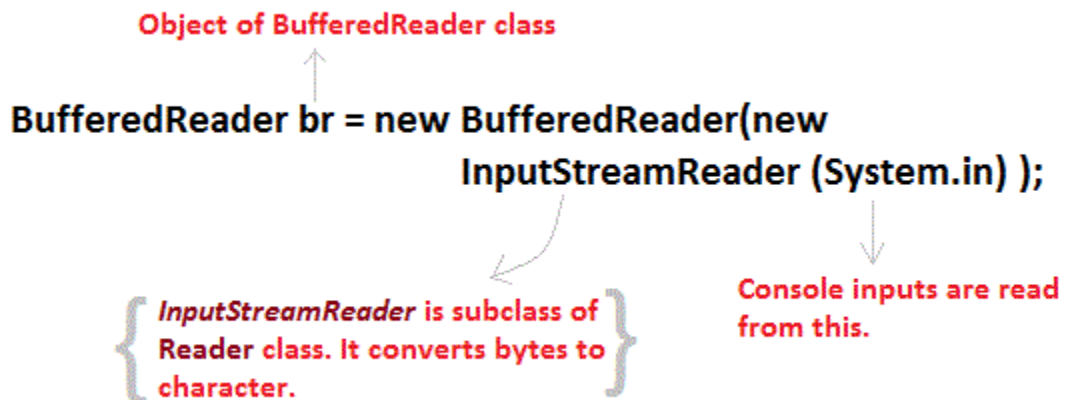 Object of BufferedReader class
BufferedReader br = new BufferedReader(new
InputStreamReader (System.in) );
InputStreamReader is subclass of
Reader class. It converts bytes to
character.
Console inputs are read
from this.